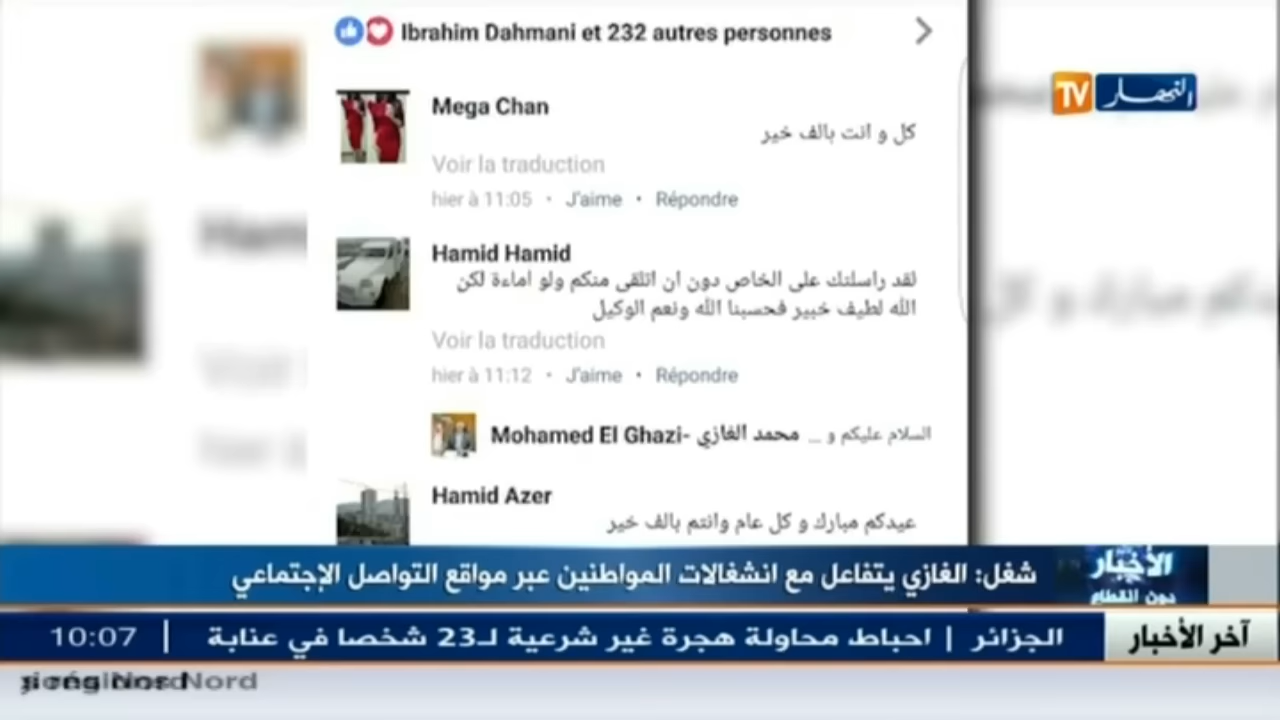 Ibrahim Dahmani et 232 autres personnes
TV النهار
Mega Chan
كل و انت بالف خير
Voir la traduction
hier à 11:05 • J'aime • Répondre
Hamid Hamid
لقد راسلتك على الخاص دون ان اتلقى منكم ولو اماءة لكن
الله لطيف خبير فحسبنا الله ونعم الوكيل
Voir la traduction
hier à 11:12 • J'aime • Répondre
Mohamed El Ghazi- محمد الغازي السلام عليكم و ...
Hamid Azer
عيدكم مبارك و كل عام وانتم بالف خير
الأخبار
دون انقطاع
شغل: الغازي يتفاعل مع انشغالات المواطنين عبر مواقع التواصل الإجتماعي
آخر الأخبار
الجزائر | احباط محاولة هجرة غير شرعية لـ23 شخصا في عنابة
10:07
Nord